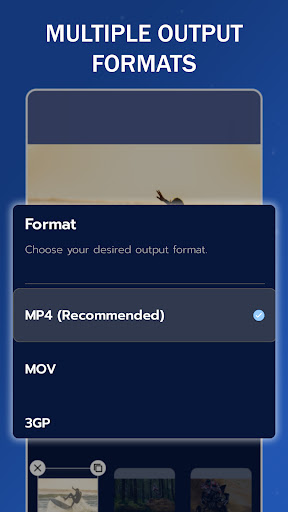 MULTIPLE OUTPUT
FORMATS
Format
Choose your desired output format.
MP4 (Recommended)
MOV
3GP